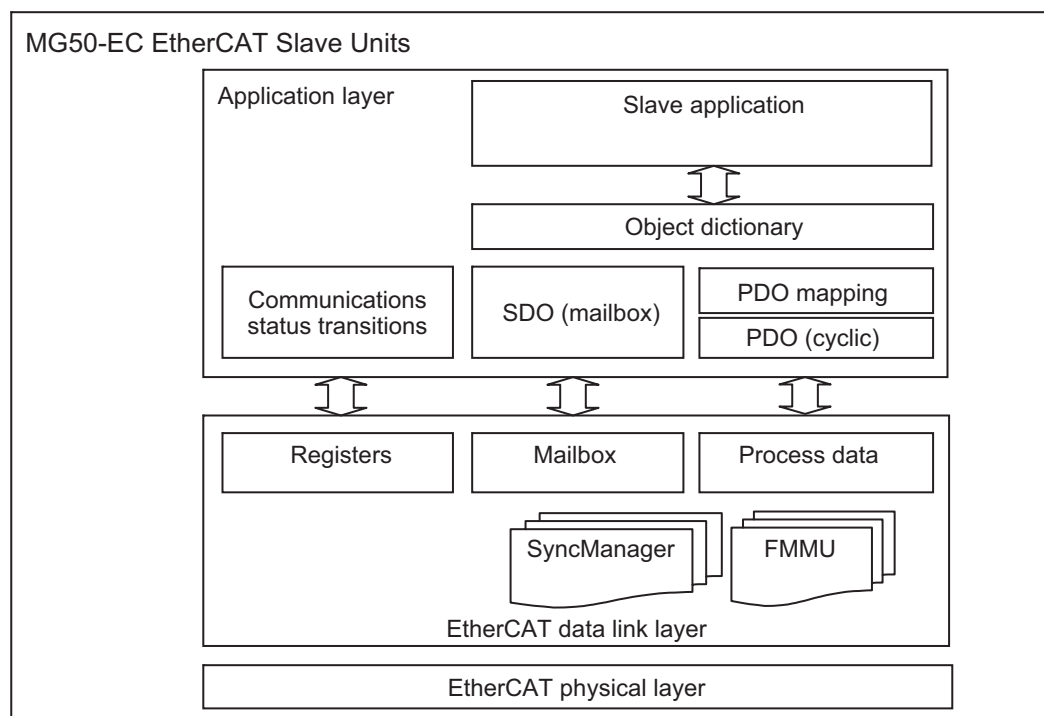 MG50-EC EtherCAT Slave Units
Application layer
Slave application
Object dictionary
Communications
status transitions
SDO (mailbox)
PDO mapping
PDO (cyclic)
Registers
Mailbox
Process data
SyncManager
FMMU
EtherCAT data link layer
EtherCAT physical layer